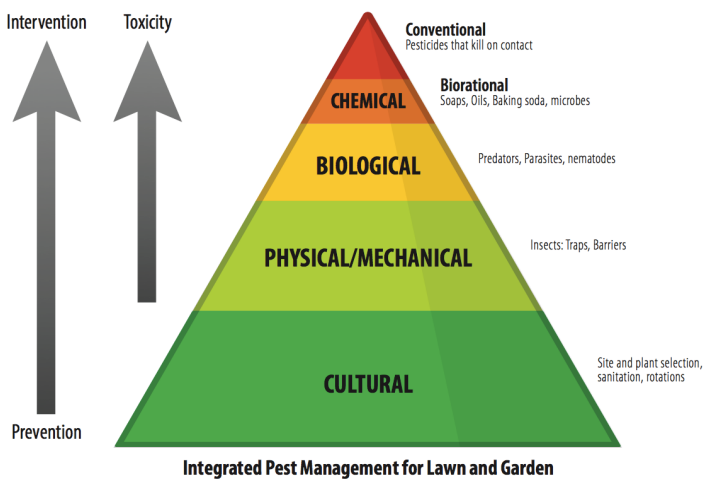 Intervention
Toxicity
Conventional
Pesticides that kill on contact
Biorational
Soaps, Oils, Baking soda, microbes
CHEMICAL
BIOLOGICAL
Predators, Parasites, nematodes
PHYSICAL/MECHANICAL
Insects: Traps, Barriers
CULTURAL
Site and plant selection,
sanitation, rotations
Prevention
Integrated Pest Management for Lawn and Garden